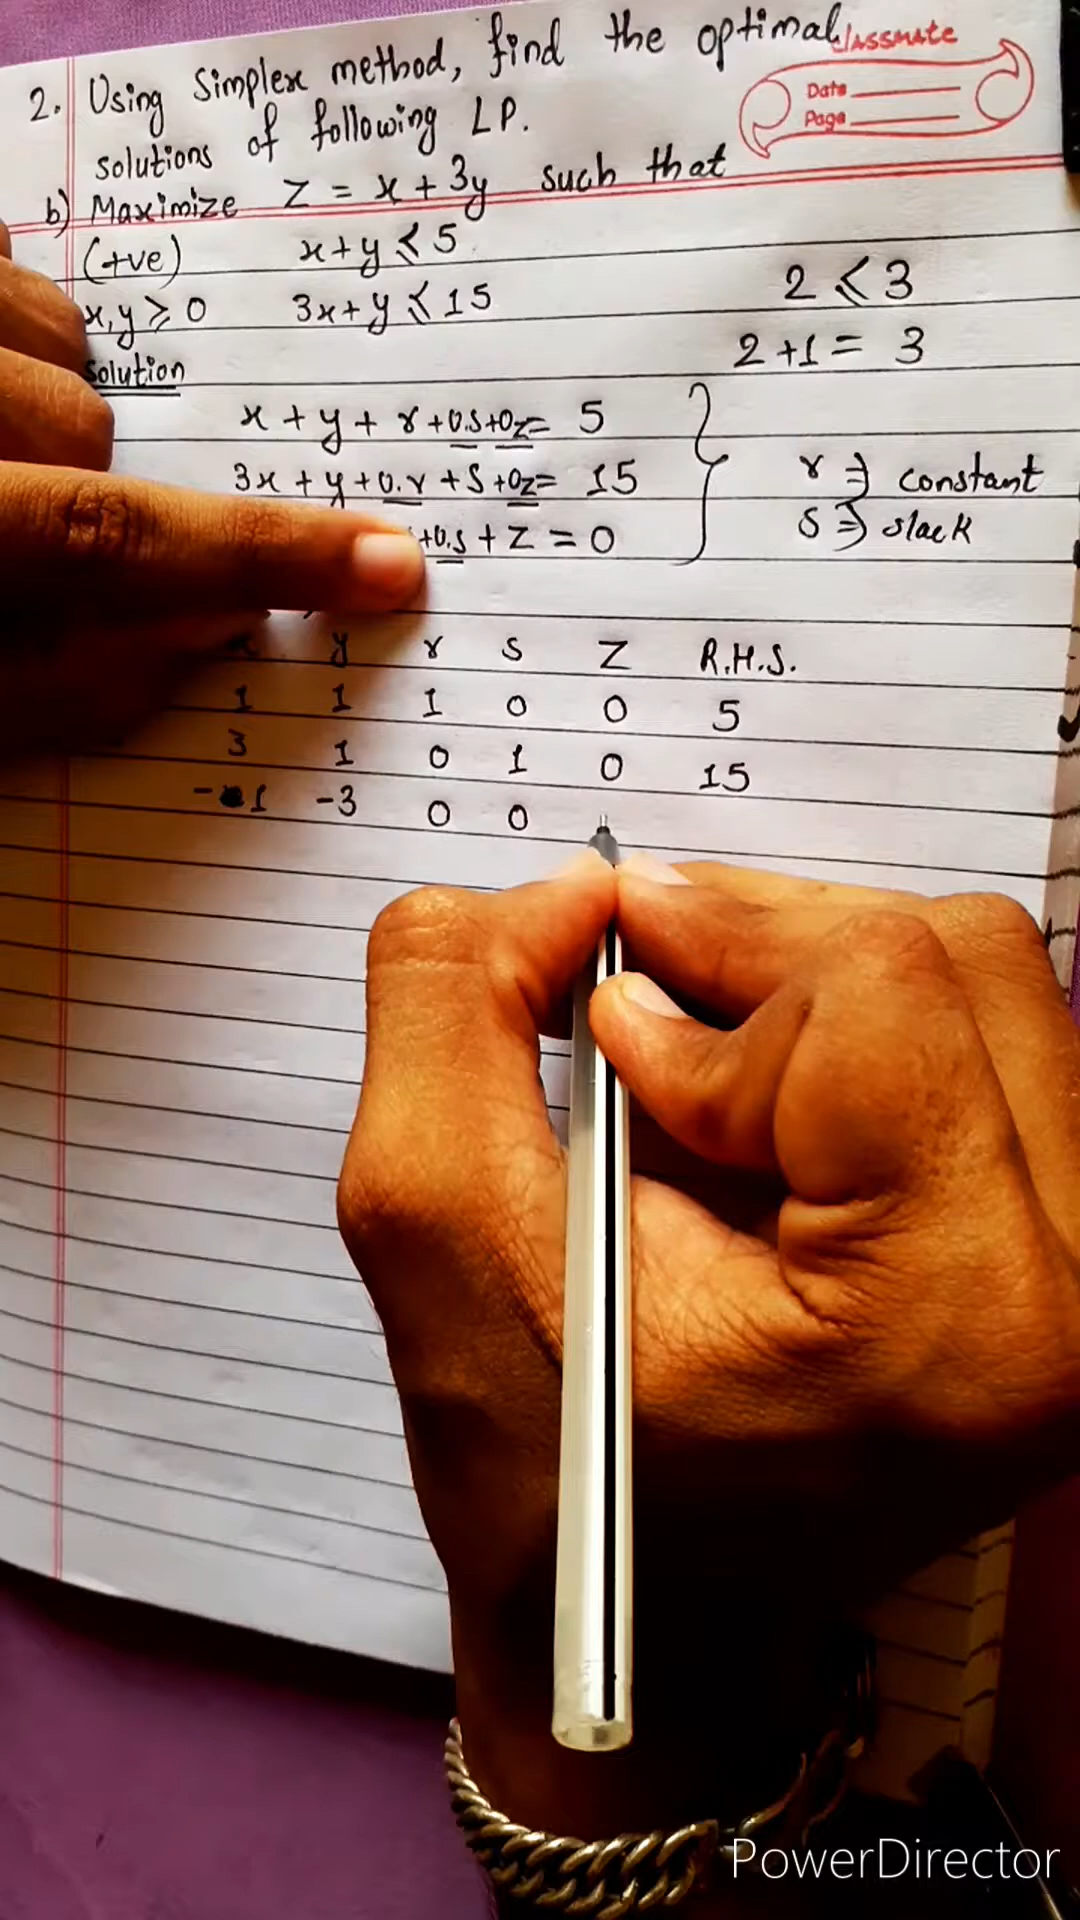 classmate
Date
Page
2. Using Simplex method, find the optimal
solutions of following LP.
b) Maximize Z = x + 3y such that
(+ve) x+y ≤ 5
x,y ≥ 0 3x+y ≤ 15
2 ≤ 3
2 +1 = 3
Solution
x + y + r +0.s+0z= 5
3x + y +0.r + s +0z= 15
+0.s + z = 0
r ⇒ constant
s ⇒ slack
y r s Z R.H.S.
1 1 1 0 0 5
3 1 0 1 0 15
-1 -3 0 0
PowerDirector